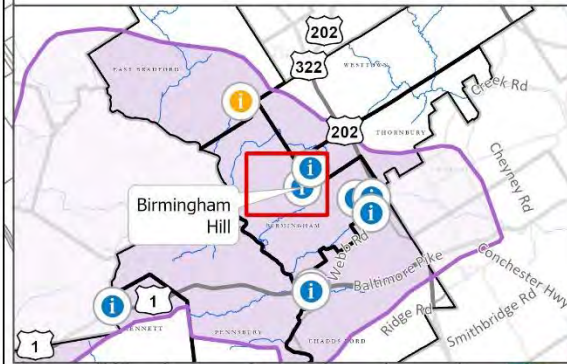 202
EAST BRADFORD
322
WESTTOWN
Creek Rd
202
THORNBURY
Cheyney Rd
Birmingham
Hill
BIRMINGHAM
Webb Rd
Baltimore Pike
Conchester Hwy
1
Ridge Rd
Smithbridge Rd
1
KENNETT
PENNSBURY
CHADDS FORD